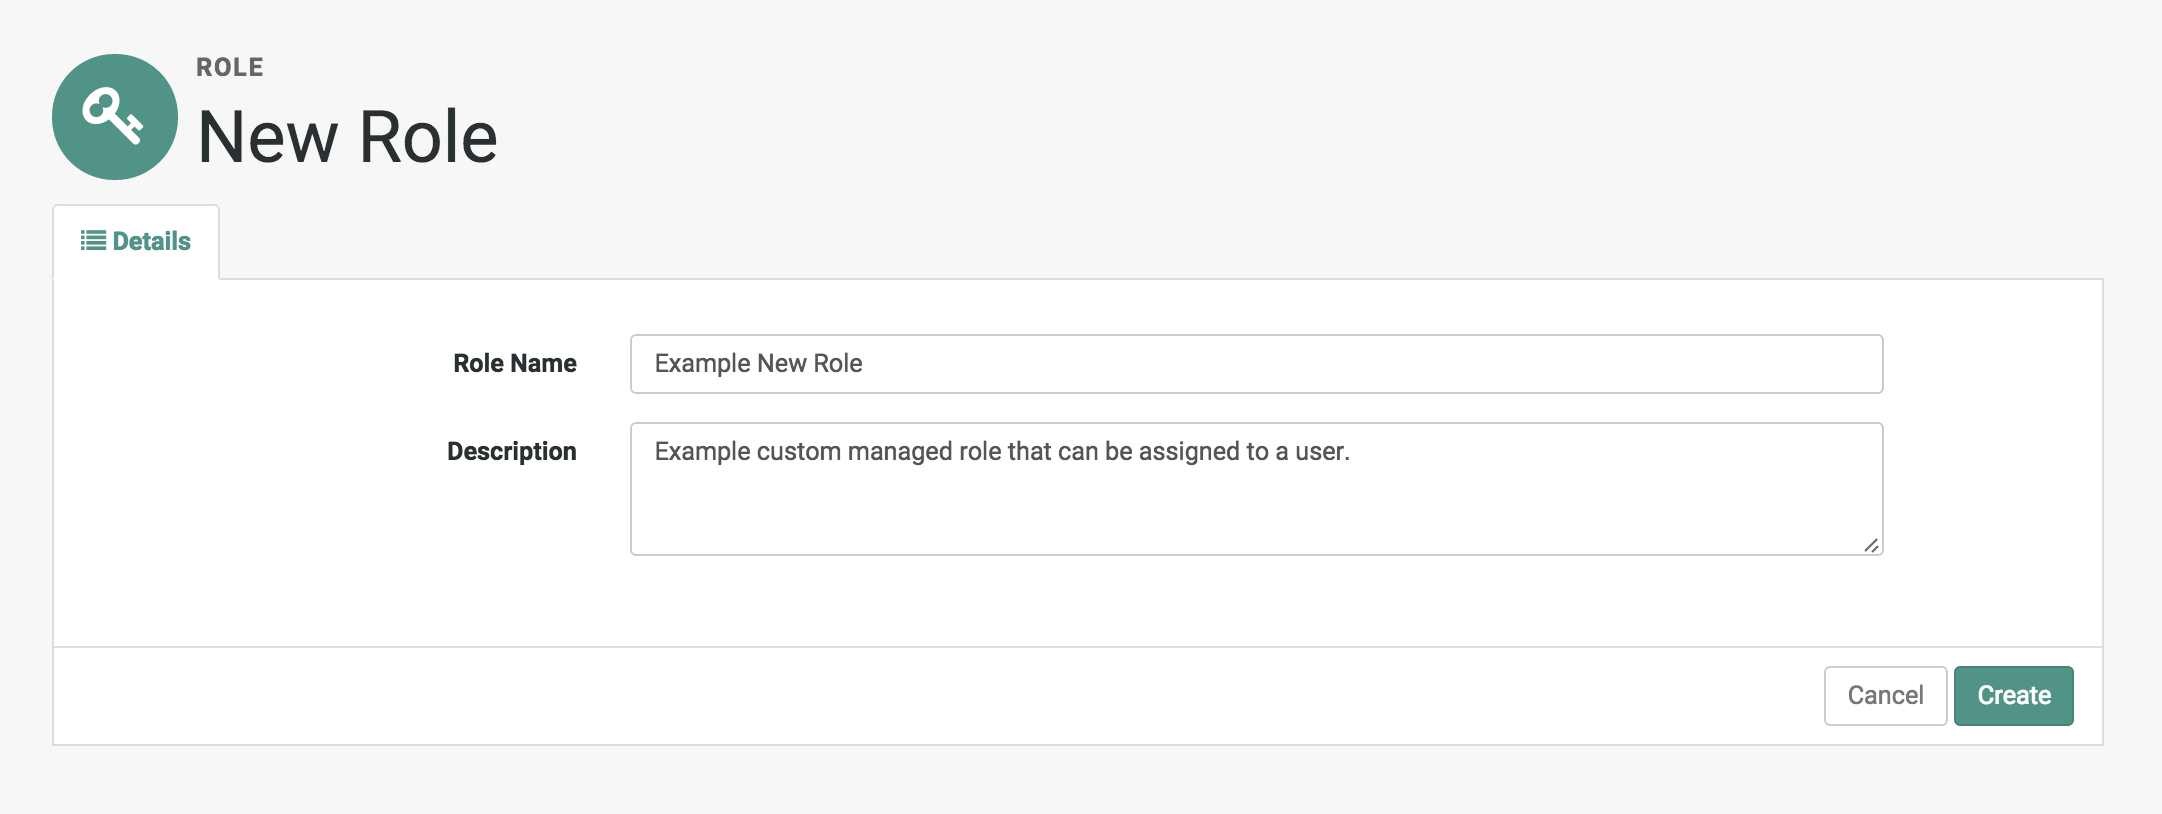 ROLE
New Role
Details
Role Name
Example New Role
Description
Example custom managed role that can be assigned to a user.
Cancel
Create